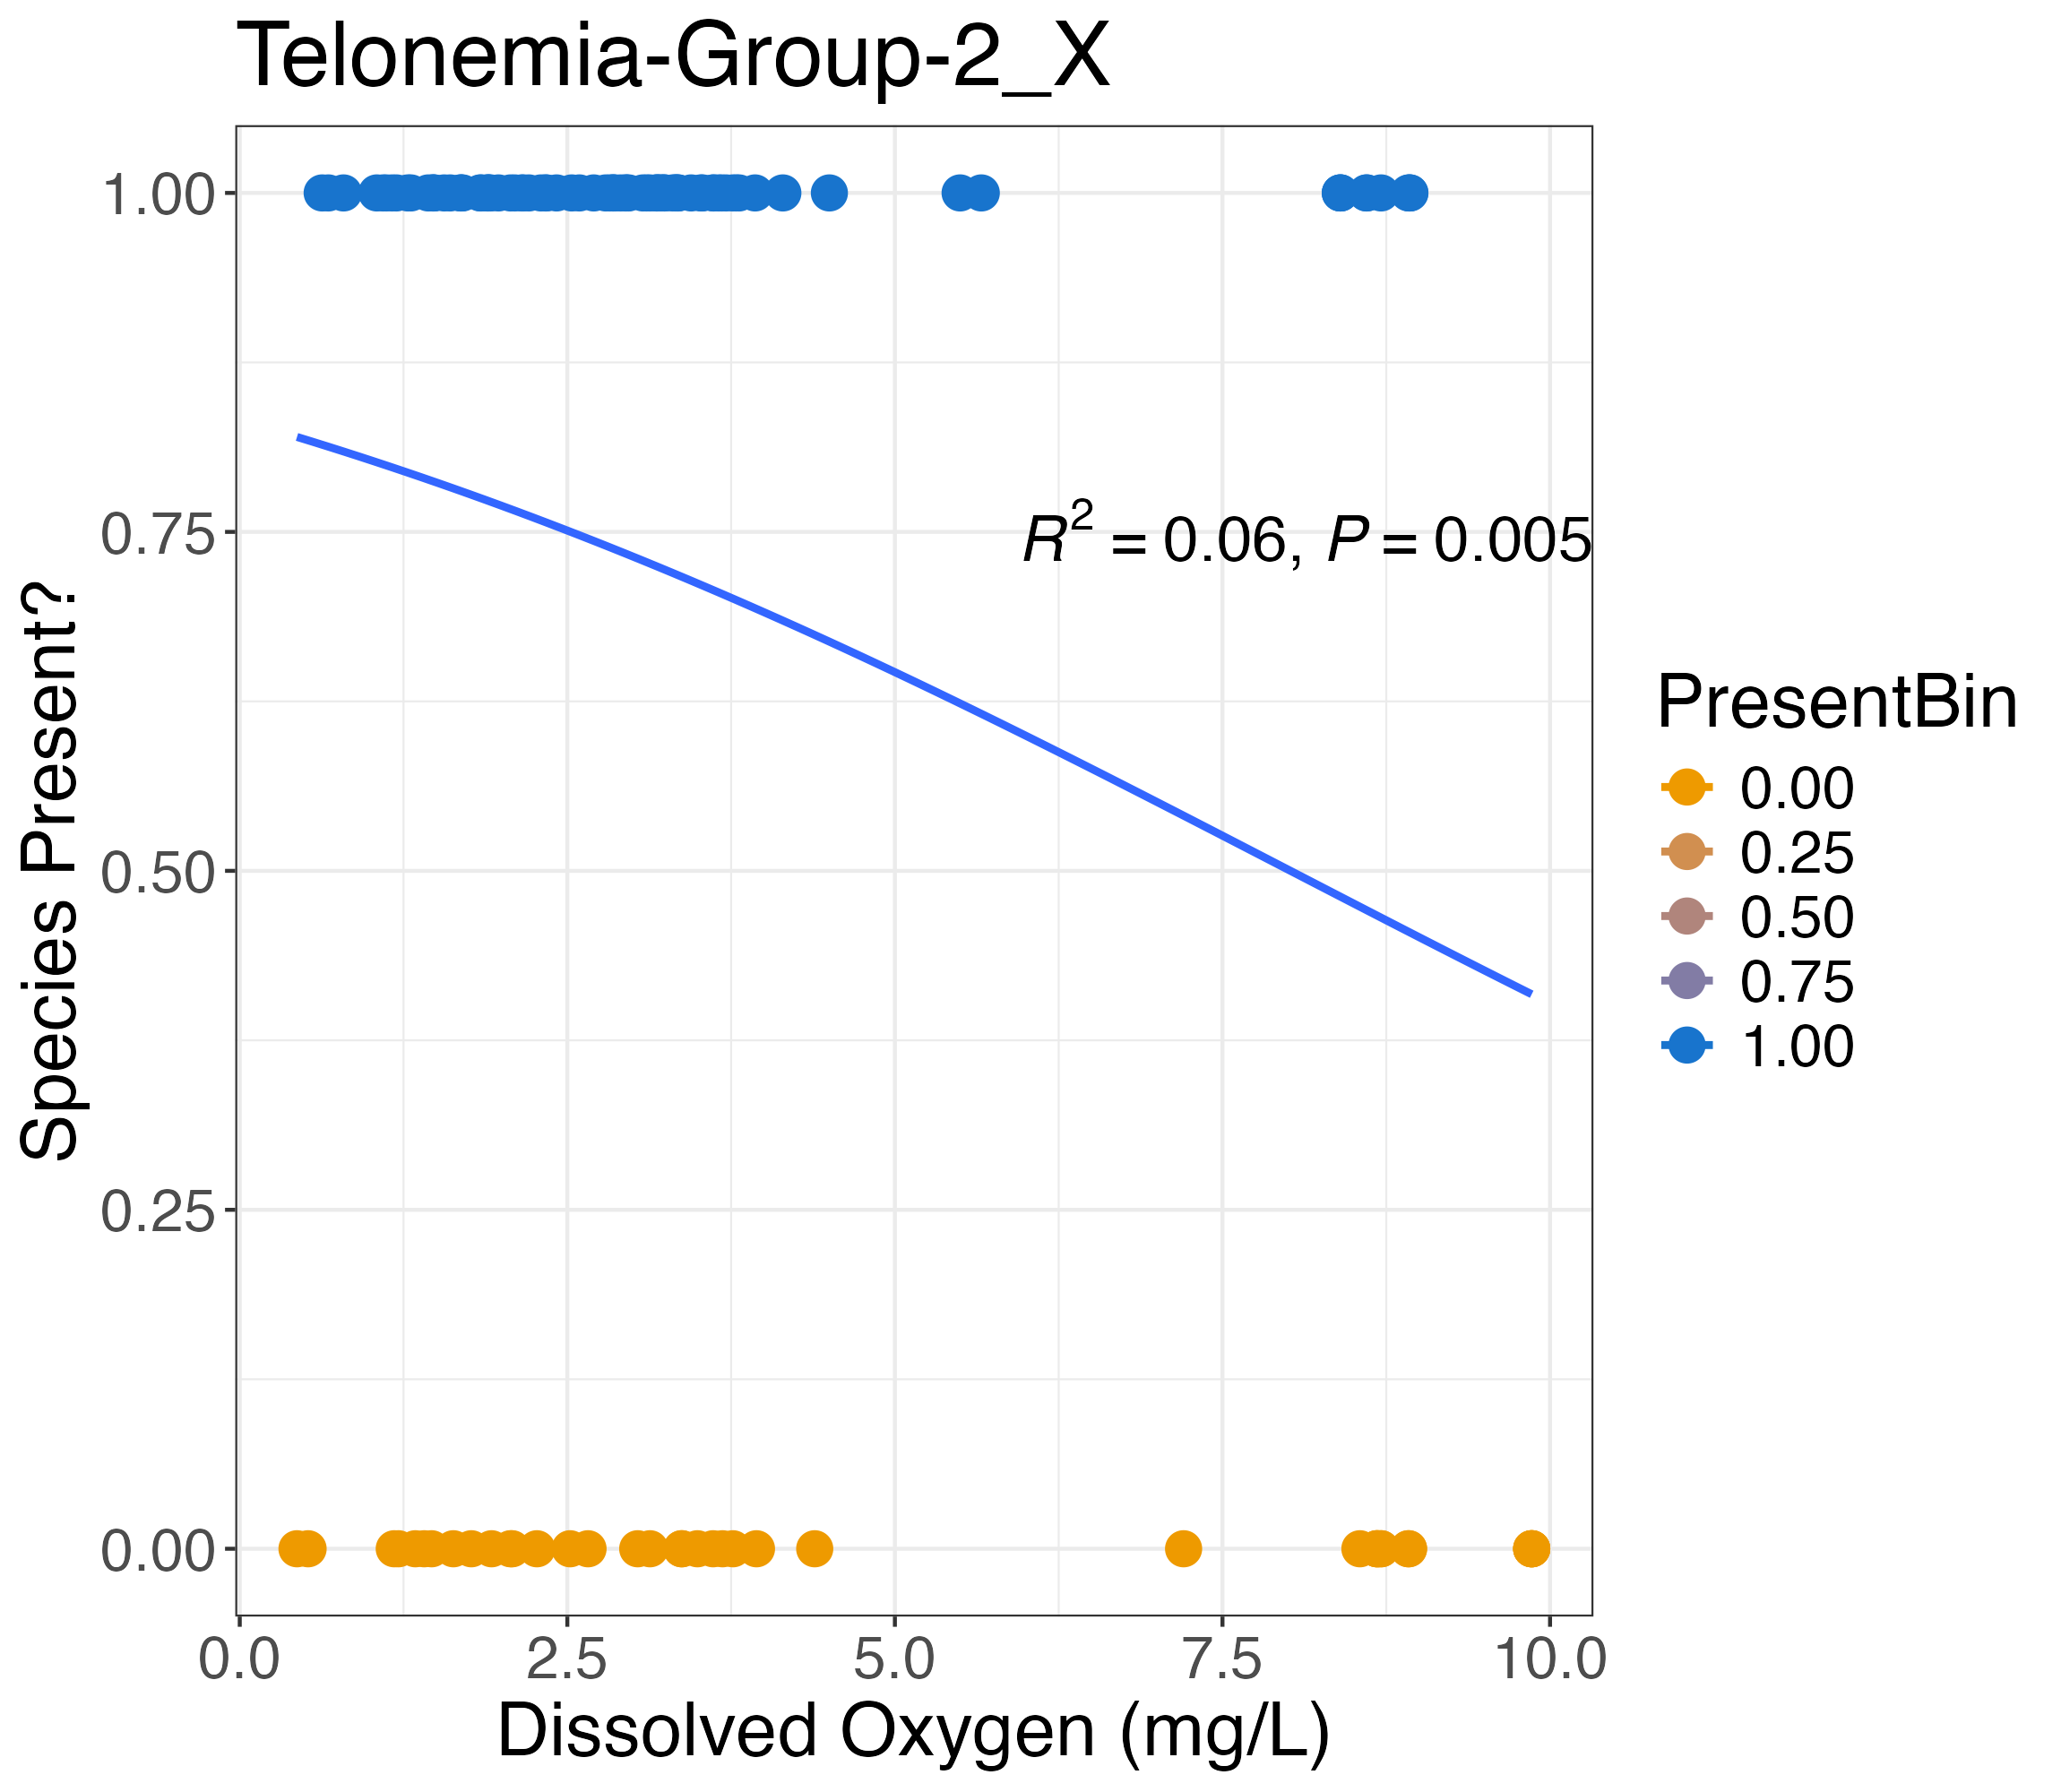 Telonemia-Group-2_X
1.00
0.75
0.50
0.25
0.00
Species Present?
R² = 0.06, P = 0.005
0.0 2.5 5.0 7.5 10.0
Dissolved Oxygen (mg/L)
PresentBin
0.00
0.25
0.50
0.75
1.00